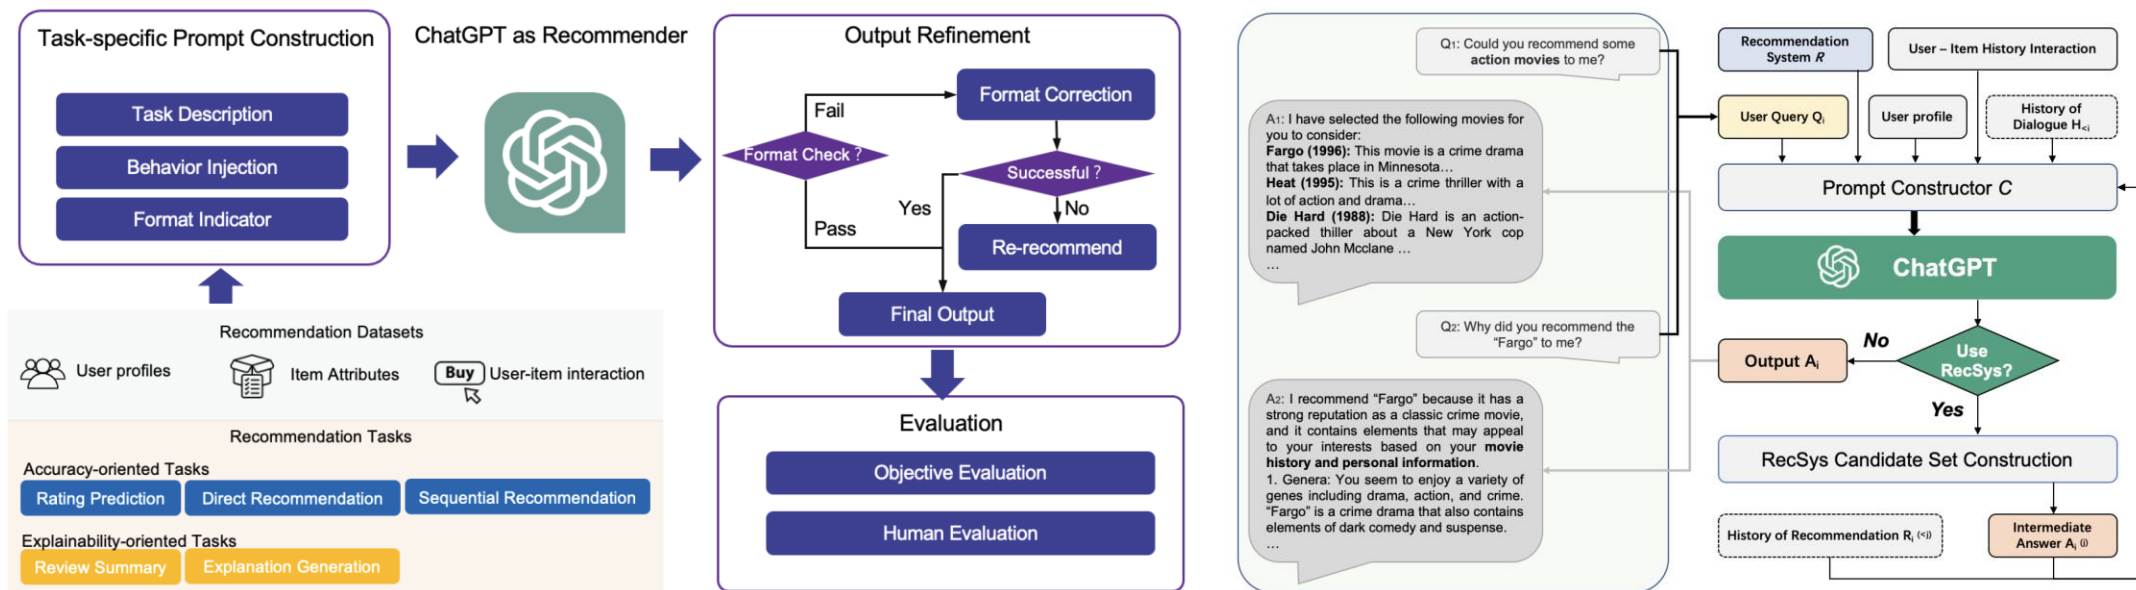 Task-specific Prompt Construction
Task Description
Behavior Injection
Format Indicator
ChatGPT as Recommender
Output Refinement
Fail
Format Correction
Format Check ?
Successful ?
Yes
No
Pass
Re-recommend
Final Output
Recommendation Datasets
User profiles
Item Attributes
Buy
User-item interaction
Recommendation Tasks
Accuracy-oriented Tasks
Rating Prediction
Direct Recommendation
Sequential Recommendation
Explainability-oriented Tasks
Review Summary
Explanation Generation
Evaluation
Objective Evaluation
Human Evaluation
Q1: Could you recommend some
action movies to me?
A1: I have selected the following movies for
you to consider:
Fargo (1996): This movie is a crime drama
that takes place in Minnesota…
Heat (1995): This is a crime thriller with a
lot of action and drama…
Die Hard (1988): Die Hard is an action-
packed thiller about a New York cop
named John Mcclane …
…
Q2: Why did you recommend the
“Fargo” to me?
A2: I recommend “Fargo” because it has a
strong reputation as a classic crime movie,
and it contains elements that may appeal
to your interests based on your movie
history and personal information.
1. Genera: You seem to enjoy a variety of
genes including drama, action, and crime.
“Fargo” is a crime drama that also contains
elements of dark comedy and suspense.
…
Recommendation
System R
User – Item History Interaction
User Query Qi
User profile
History of
Dialogue H<i
Prompt Constructor C
ChatGPT
Use
RecSys?
No
Output Ai
Yes
RecSys Candidate Set Construction
History of Recommendation Ri (<j)
Intermediate
Answer Ai (j)